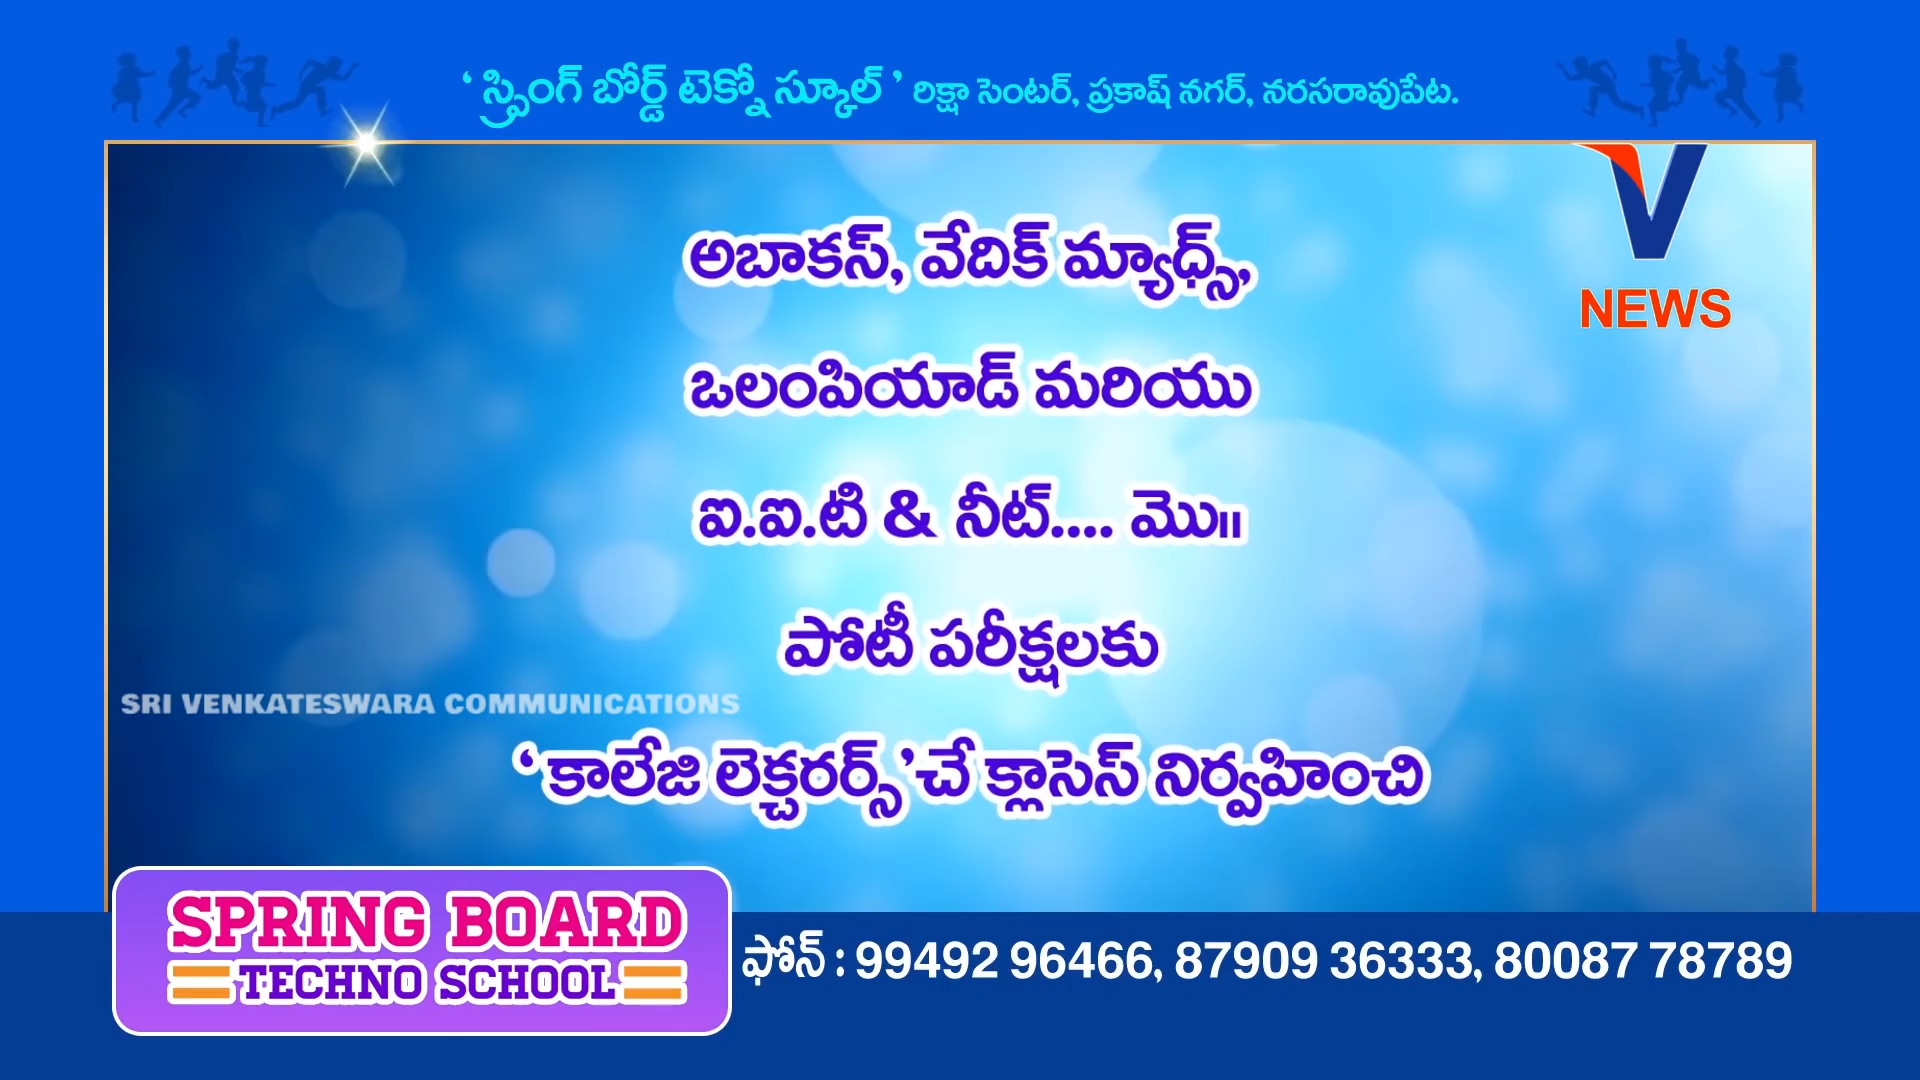 ‘ స్ప్రింగ్ బోర్డ్ టెక్నో స్కూల్ ’ రిక్షా సెంటర్, ప్రకాష్ నగర్, నరసరావుపేట.
V
NEWS
అబాకస్, వేదిక్ మ్యాథ్స్,
ఒలంపియాడ్ మరియు
ఐ.ఐ.టి & నీట్.... మొ॥
పోటీ పరీక్షలకు
SRI VENKATESWARA COMMUNICATIONS
‘కాలేజి లెక్చరర్స్’చే క్లాసెస్ నిర్వహించి
SPRING BOARD
TECHNO SCHOOL
ఫోన్ : 99492 96466, 87909 36333, 80087 78789